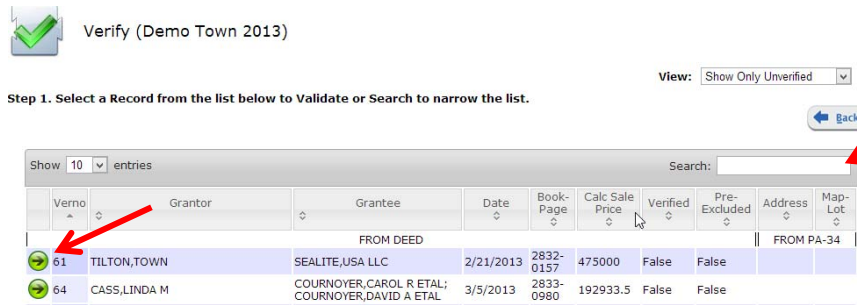 Verify (Demo Town 2013)
View: Show Only Unverified
Step 1. Select a Record from the list below to Validate or Search to narrow the list.
Back
Show 10 entries Search:
Verno Grantor Grantee Date Book-Page Calc Sale Price Verified Pre-Excluded Address Map-Lot
FROM DEED FROM PA-34
61 TILTON,TOWN SEALITE,USA LLC 2/21/2013 2832-0157 475000 False False
64 CASS,LINDA M COURNOYER,CAROL R ETAL; COURNOYER,DAVID A ETAL 3/5/2013 2833-0980 192933.5 False False